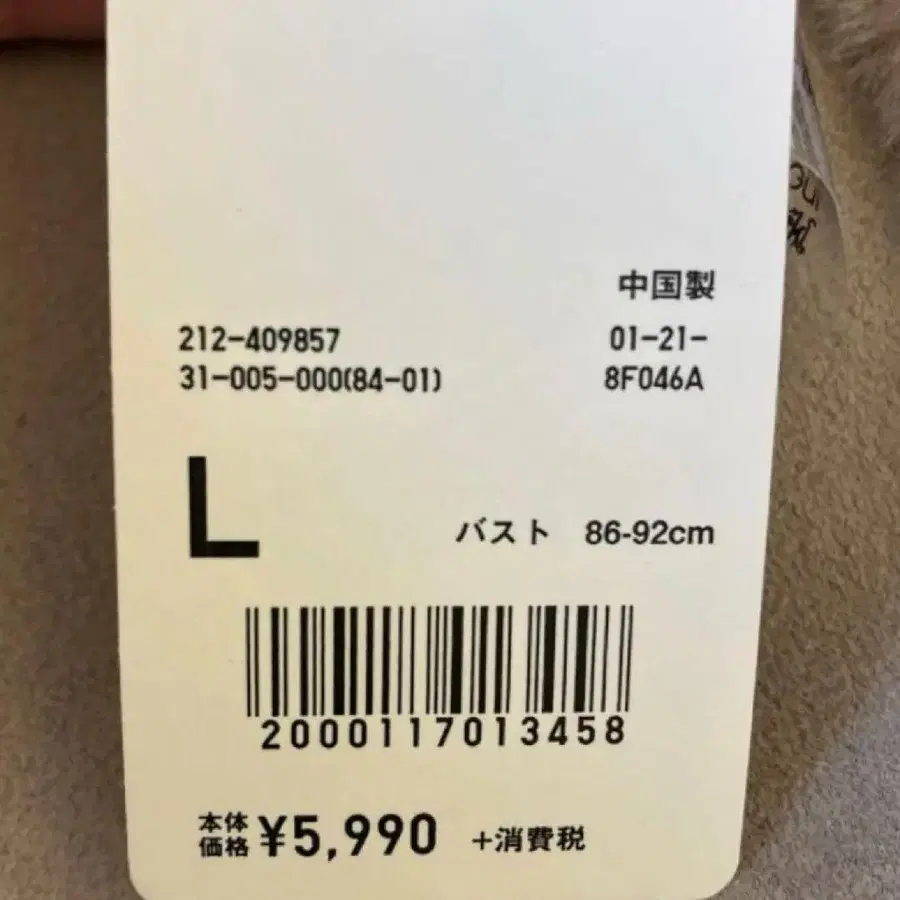 中国製
212-409857 01-21-
31-005-000(84-01) 8F046A
L バスト 86-92cm
2000117013458
本体価格 ¥5,990 +消費税